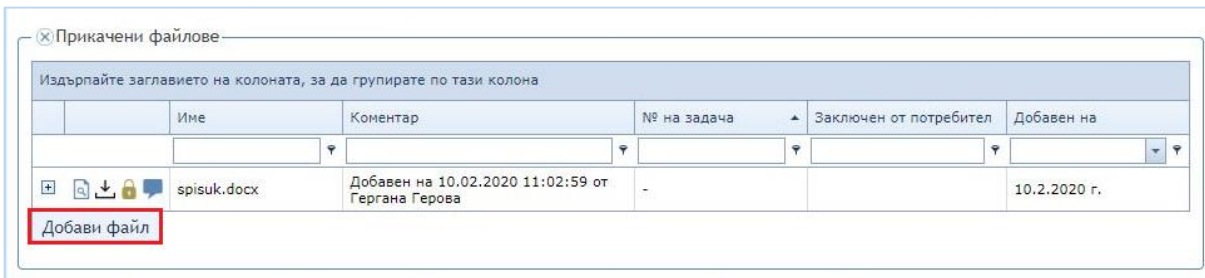 Прикачени файлове
Издърпайте заглавието на колоната, за да групирате по тази колона
Име Коментар № на задача Заключен от потребител Добавен на
spisuk.docx Добавен на 10.02.2020 11:02:59 от - 10.2.2020 г.
Гергана Герова
Добави файл